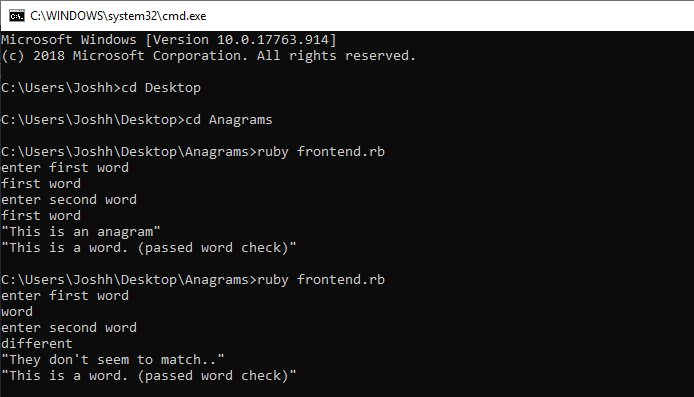 C:\WINDOWS\system32\cmd.exe
Microsoft Windows [Version 10.0.17763.914]
(c) 2018 Microsoft Corporation. All rights reserved.
C:\Users\Joshh>cd Desktop
C:\Users\Joshh\Desktop>cd Anagrams
C:\Users\Joshh\Desktop\Anagrams>ruby frontend.rb
enter first word
first word
enter second word
first word
"This is an anagram"
"This is a word. (passed word check)"
C:\Users\Joshh\Desktop\Anagrams>ruby frontend.rb
enter first word
word
enter second word
different
"They don't seem to match.."
"This is a word. (passed word check)"